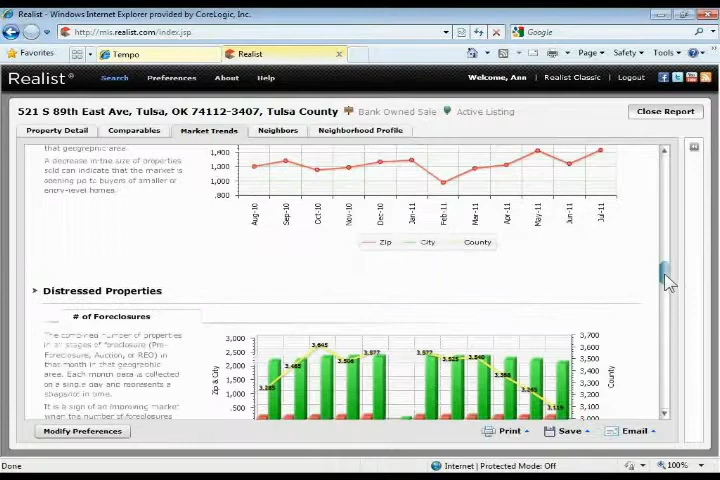 Realist - Windows Internet Explorer provided by CoreLogic, Inc.
http://mls.realist.com/index.jsp
Google
Favorites
Tempo
Realist
Page
Safety
Tools
Realist®
Search
Preferences
About
Help
Welcome, Ann
Realist Classic
Logout
521 S 89th East Ave, Tulsa, OK 74112-3407, Tulsa County
Bank Owned Sale
Active Listing
Close Report
Property Detail
Comparables
Market Trends
Neighbors
Neighborhood Profile
that geographic area.
A decrease in the size of properties
sold can indicate that the market is
opening up to buyers of smaller or
entry-level homes.
1,400
1,200
1,000
,800
Aug-10
Sep-10
Oct-10
Nov-10
Dec-10
Jan-11
Feb-11
Mar-11
Apr-11
May-11
Jun-11
Jul-11
Zip
City
County
Distressed Properties
# of Foreclosures
The combined number of properties
in all stages of foreclosure (Pre-
Foreclosure, Auction, or REO) in
that month in that geographic
area. Each month data is collected
on a single day and represents a
snapshot in time.
It is a sign of an improving market
when the number of foreclosures
Zip & City
3,000
2,500
2,000
1,500
1,000
,500
3,285
3,465
3,645
3,506
3,577
3,577
3,525
3,540
3,119
3,700
3,600
3,500
3,400
3,300
3,200
3,100
3,000
County
Modify Preferences
Print
Save
Email
Done
Internet | Protected Mode: Off
100%